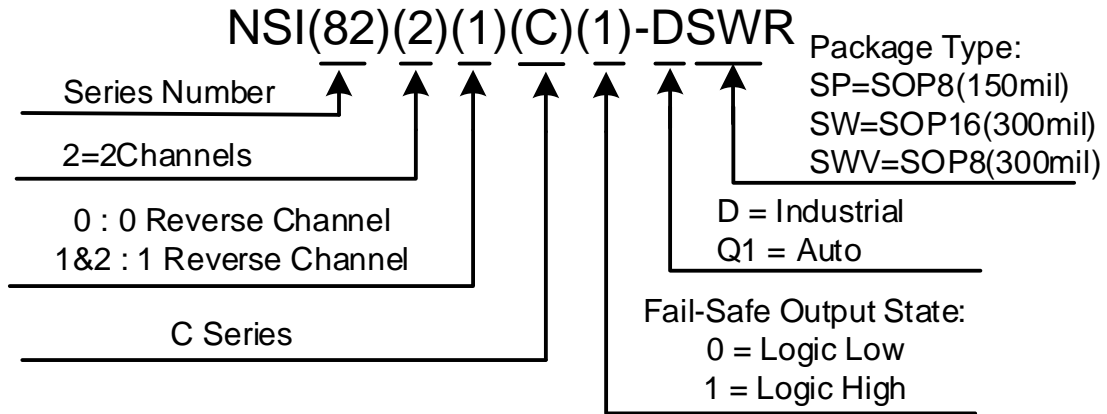 NSI(82)(2)(1)(C)(1)-DSWR
Package Type:
SP=SOP8(150mil)
SW=SOP16(300mil)
SWV=SOP8(300mil)
Series Number
2=2Channels
0 : 0 Reverse Channel
1&2 : 1 Reverse Channel
C Series
D = Industrial
Q1 = Auto
Fail-Safe Output State:
0 = Logic Low
1 = Logic High